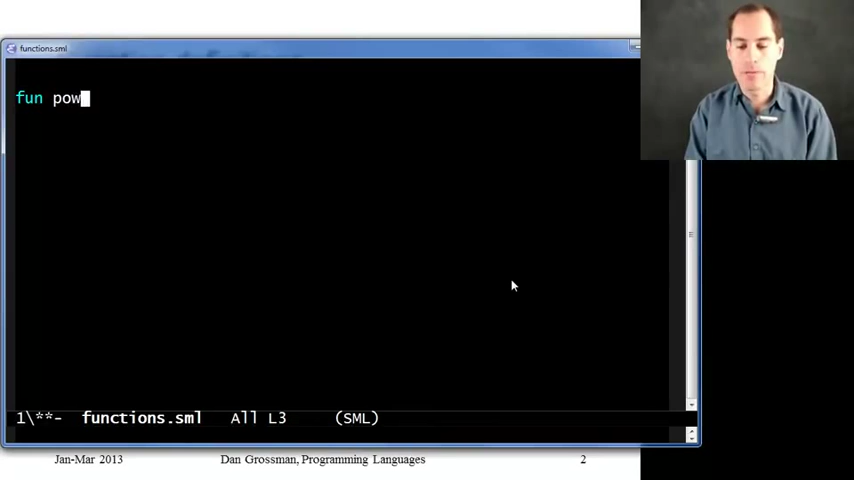 functions.sml
fun pow
1\**-  functions.sml   All L3     (SML)
Jan-Mar 2013
Dan Grossman, Programming Languages
2